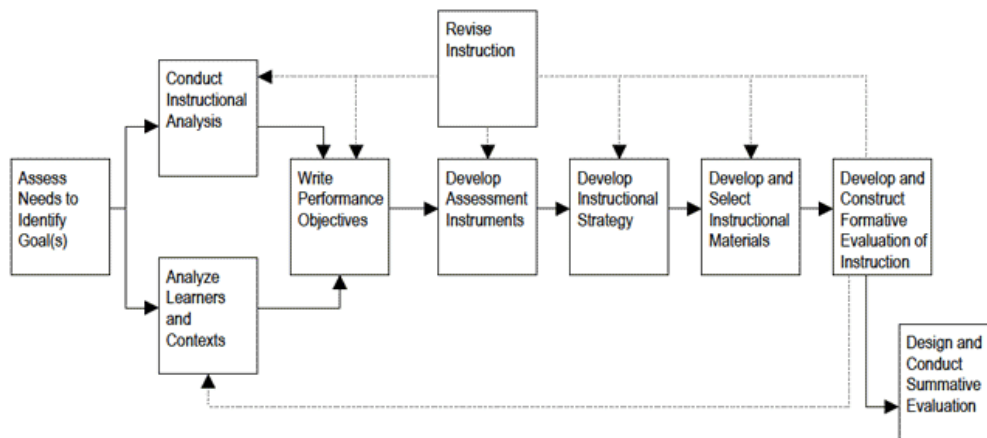 Revise
Instruction
Conduct
Instructional
Analysis
Assess
Needs to
Identify
Goal(s)
Write
Performance
Objectives
Develop
Assessment
Instruments
Develop
Instructional
Strategy
Develop and
Select
Instructional
Materials
Develop and
Construct
Formative
Evaluation of
Instruction
Analyze
Learners
and
Contexts
Design and
Conduct
Summative
Evaluation